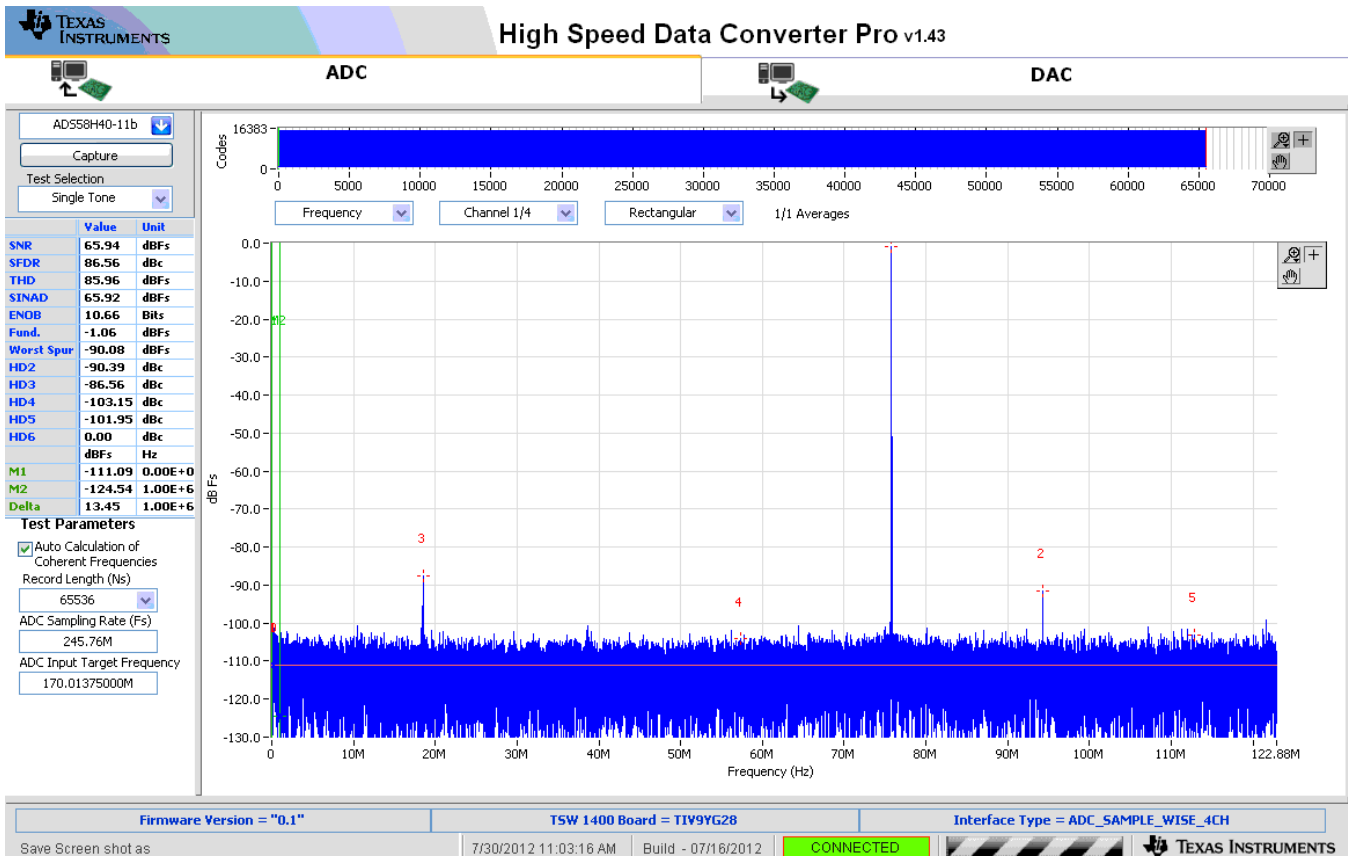 TEXAS INSTRUMENTS
High Speed Data Converter Pro v1.43
ADC
DAC
ADS58H40-11b
Capture
Test Selection
Single Tone
Value Unit
SNR 65.94 dBFs
SFDR 86.56 dBc
THD 85.96 dBFs
SINAD 65.92 dBFs
ENOB 10.66 Bits
Fund. -1.06 dBFs
Worst Spur -90.08 dBFs
HD2 -90.39 dBc
HD3 -86.56 dBc
HD4 -103.15 dBc
HD5 -101.95 dBc
HD6 0.00 dBc
dBFs Hz
M1 -111.09 0.00E+0
M2 -124.54 1.00E+6
Delta 13.45 1.00E+6
Test Parameters
Auto Calculation of
Coherent Frequencies
Record Length (Ns)
65536
ADC Sampling Rate (Fs)
245.76M
ADC Input Target Frequency
170.01375000M
Codes
16383
0
0 5000 10000 15000 20000 25000 30000 35000 40000 45000 50000 55000 60000 65000 70000
Frequency
Channel 1/4
Rectangular
1/1 Averages
dB Fs
0.0
-10.0
-20.0
-30.0
-40.0
-50.0
-60.0
-70.0
-80.0
-90.0
-100.0
-110.0
-120.0
-130.0
M2
3
4
2
5
0 10M 20M 30M 40M 50M 60M 70M 80M 90M 100M 110M 122.88M
Frequency (Hz)
Firmware Version = "0.1"
TSW 1400 Board = TIV9YG28
Interface Type = ADC_SAMPLE_WISE_4CH
Save Screen shot as
7/30/2012 11:03:16 AM
Build - 07/16/2012
CONNECTED
TEXAS INSTRUMENTS